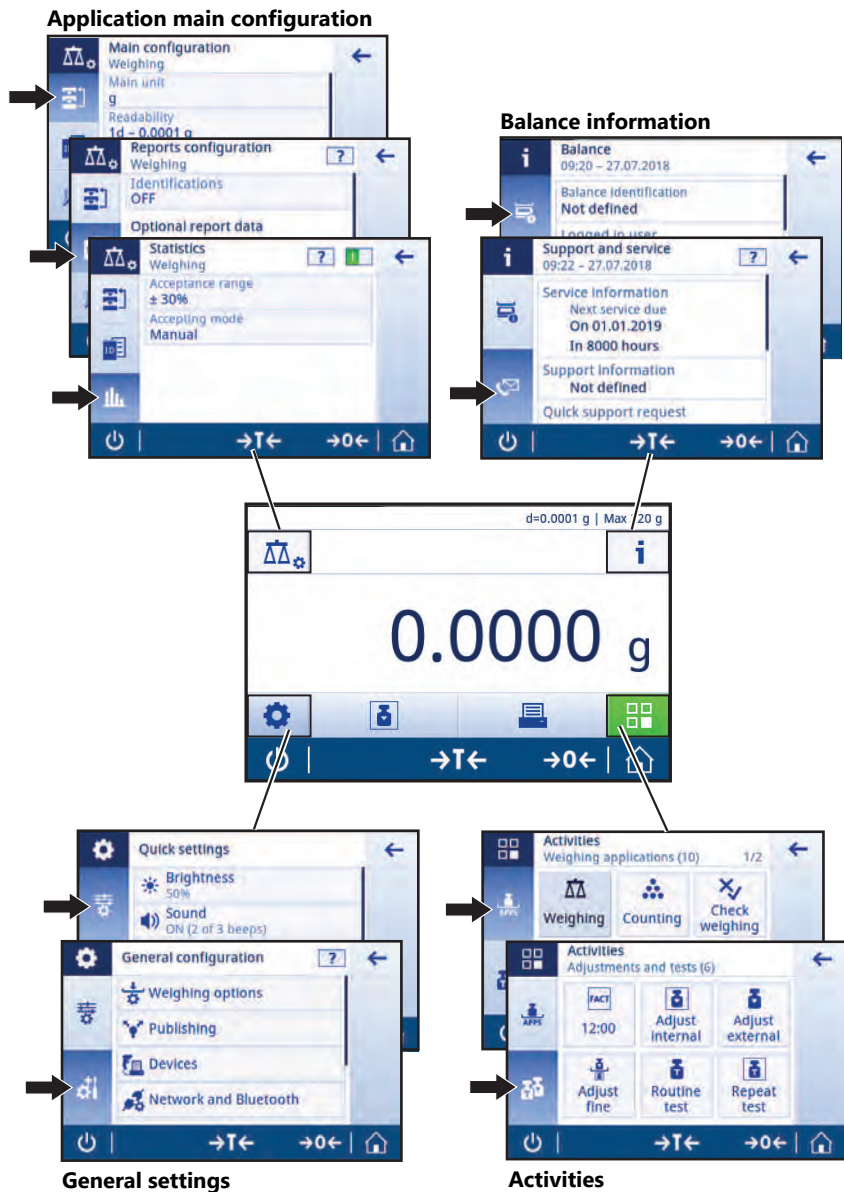 Application main configuration
Main configuration
Weighing
Main unit
g
Readability
1d – 0.0001 g
Reports configuration
Weighing
?
Identifications
OFF
Optional report data
Statistics
Weighing
?
Acceptance range
± 30%
Accepting mode
Manual
ID
→T← →0←
Balance information
i
Balance
09:20 – 27.07.2018
Balance identification
Not defined
Logged in user
i
Support and service
09:22 – 27.07.2018
?
Service information
Next service due
On 01.01.2019
In 8000 hours
Support information
Not defined
Quick support request
→T← →0←
d=0.0001 g | Max 120 g
i
0.0000 g
→T← →0←
Quick settings
Brightness
50%
Sound
ON (2 of 3 beeps)
General configuration
?
Weighing options
Publishing
Devices
Network and Bluetooth
→T← →0←
General settings
Activities
Weighing applications (10) 1/2
APPS
Weighing Counting Check
weighing
Activities
Adjustments and tests (6)
APPS
FACT
12:00 Adjust
internal Adjust
external
Adjust
fine Routine
test Repeat
test
→T← →0←
Activities